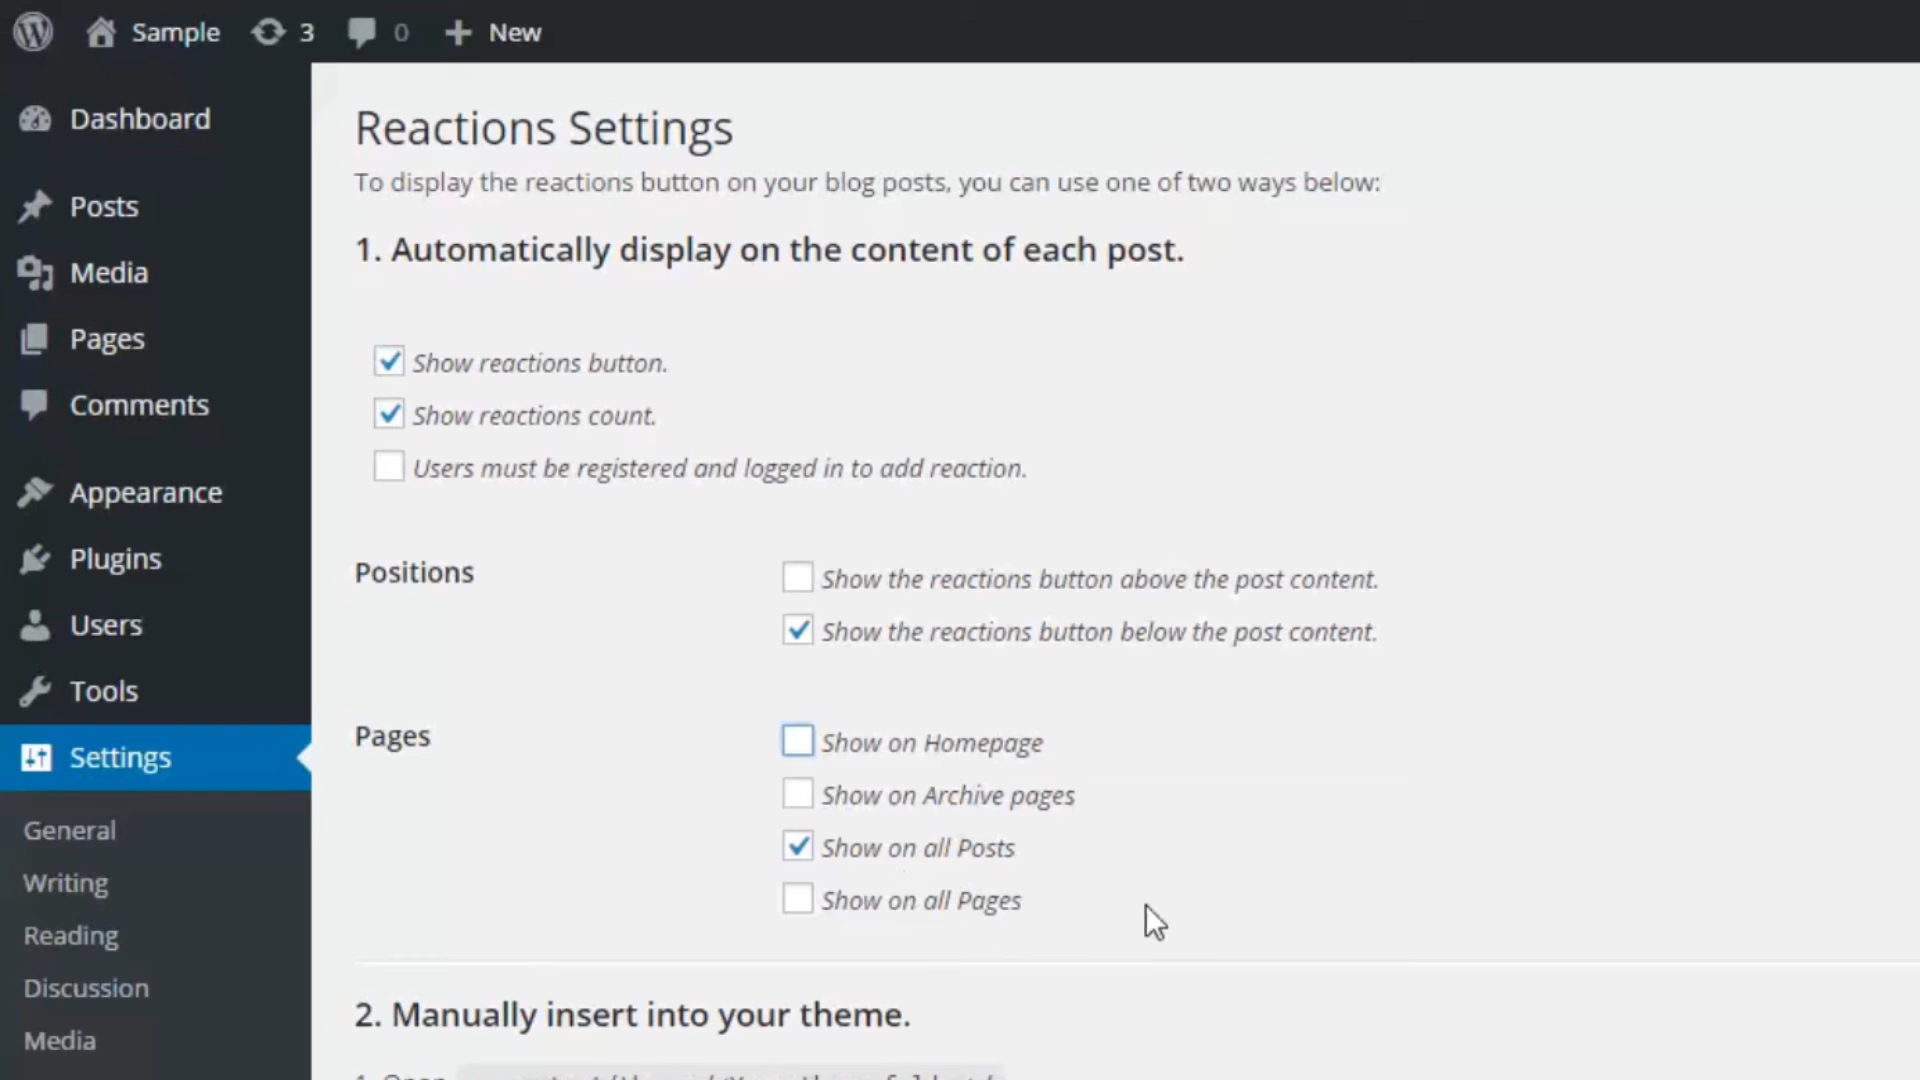 Sample 3 0 New
Dashboard
Posts
Media
Pages
Comments
Appearance
Plugins
Users
Tools
Settings
General
Writing
Reading
Discussion
Media
Reactions Settings
To display the reactions button on your blog posts, you can use one of two ways below:
1. Automatically display on the content of each post.
Show reactions button.
Show reactions count.
Users must be registered and logged in to add reaction.
Positions
Show the reactions button above the post content.
Show the reactions button below the post content.
Pages
Show on Homepage
Show on Archive pages
Show on all Posts
Show on all Pages
2. Manually insert into your theme.
1. Open